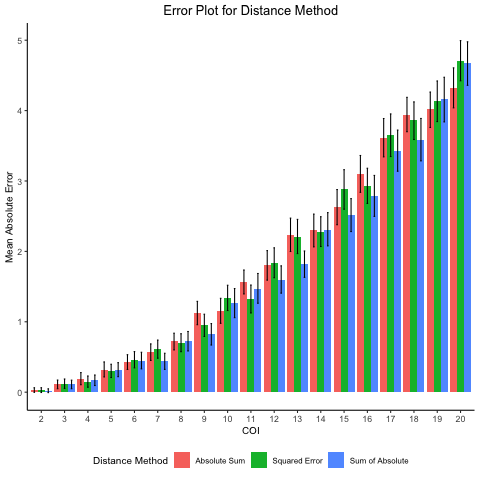 Error Plot for Distance Method
Mean Absolute Error
5
4
3
2
1
0
2 3 4 5 6 7 8 9 10 11 12 13 14 15 16 17 18 19 20
COI
Distance Method Absolute Sum Squared Error Sum of Absolute